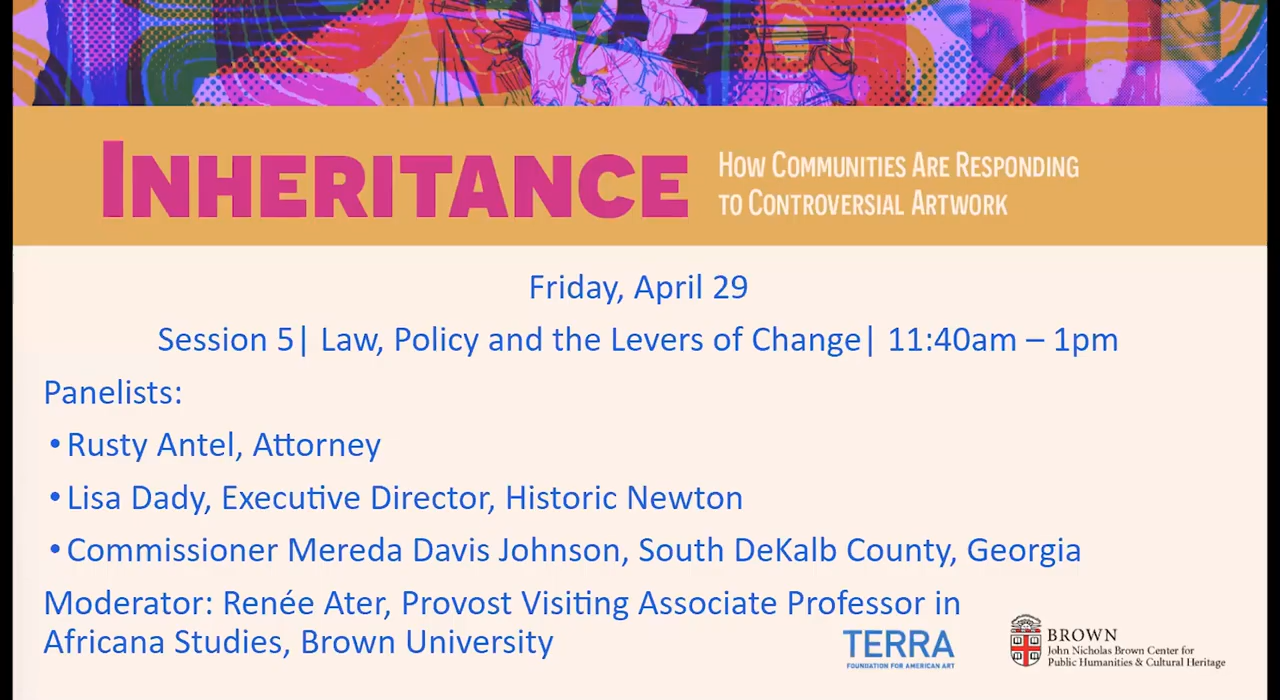 INHERITANCE
HOW COMMUNITIES ARE RESPONDING
TO CONTROVERSIAL ARTWORK
Friday, April 29
Session 5| Law, Policy and the Levers of Change| 11:40am – 1pm
Panelists:
• Rusty Antel, Attorney
• Lisa Dady, Executive Director, Historic Newton
• Commissioner Mereda Davis Johnson, South DeKalb County, Georgia
Moderator: Renée Ater, Provost Visiting Associate Professor in
Africana Studies, Brown University
TERRA
FOUNDATION FOR AMERICAN ART
BROWN
John Nicholas Brown Center for
Public Humanities & Cultural Heritage